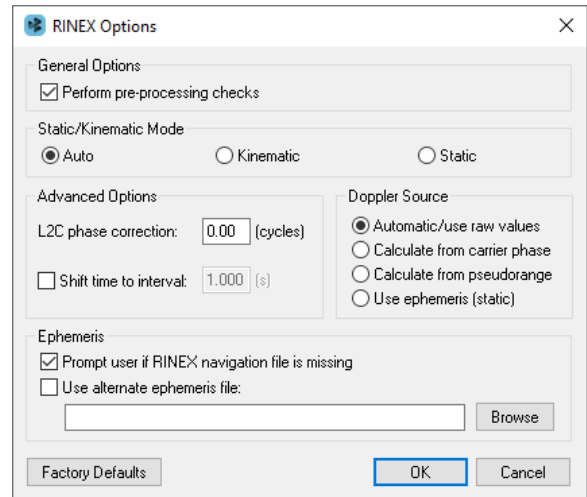 RINEX Options
General Options
Perform pre-processing checks
Static/Kinematic Mode
Auto Kinematic Static
Advanced Options
L2C phase correction: 0.00 (cycles)
Shift time to interval: 1.000 (s)
Doppler Source
Automatic/use raw values
Calculate from carrier phase
Calculate from pseudorange
Use ephemeris (static)
Ephemeris
Prompt user if RINEX navigation file is missing
Use alternate ephemeris file:
Browse
Factory Defaults OK Cancel